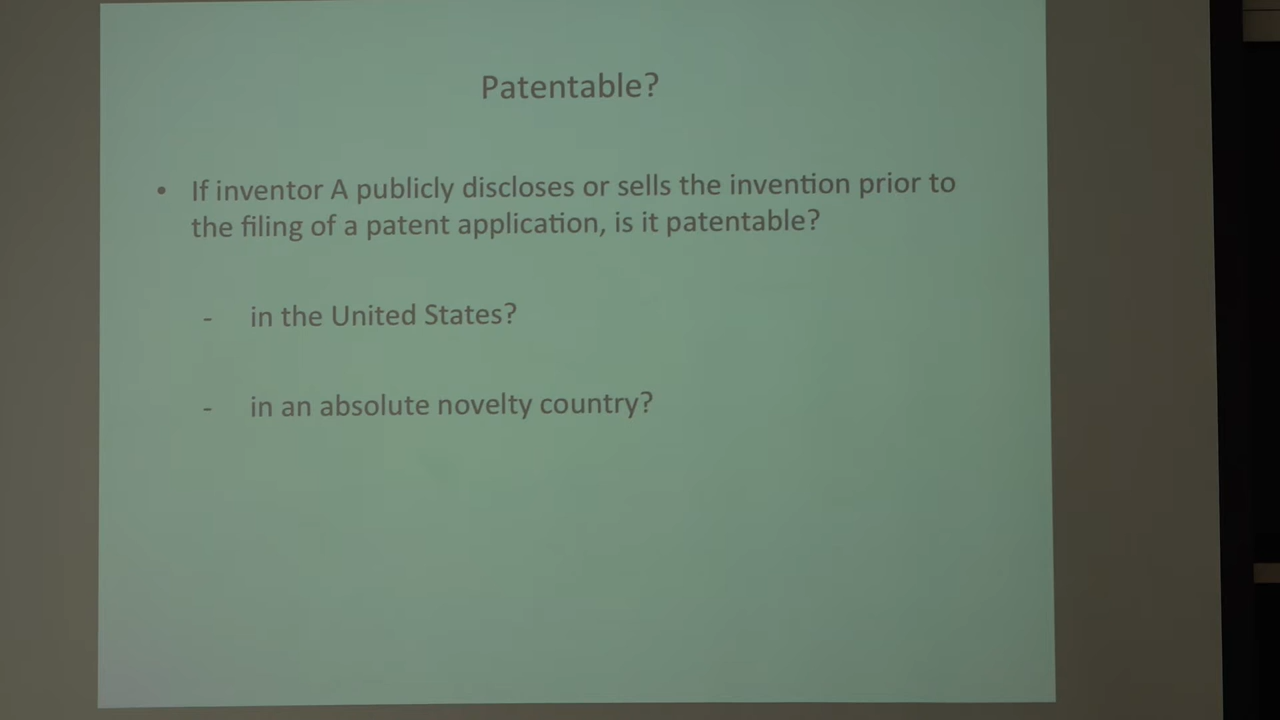 Patentable?
• If inventor A publicly discloses or sells the invention prior to
the filing of a patent application, is it patentable?
- in the United States?
- in an absolute novelty country?